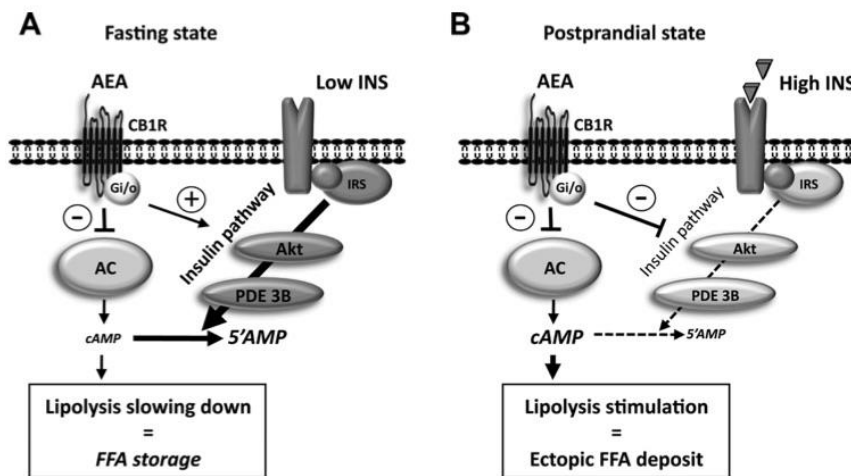 A
Fasting state
AEA
Low INS
CB1R
Gi/o
IRS
−
+
Insulin pathway
AC
Akt
PDE 3B
cAMP
5'AMP
Lipolysis slowing down
=
FFA storage
B
Postprandial state
AEA
High INS
CB1R
Gi/o
IRS
−
−
Insulin pathway
AC
Akt
PDE 3B
cAMP
5'AMP
Lipolysis stimulation
=
Ectopic FFA deposit